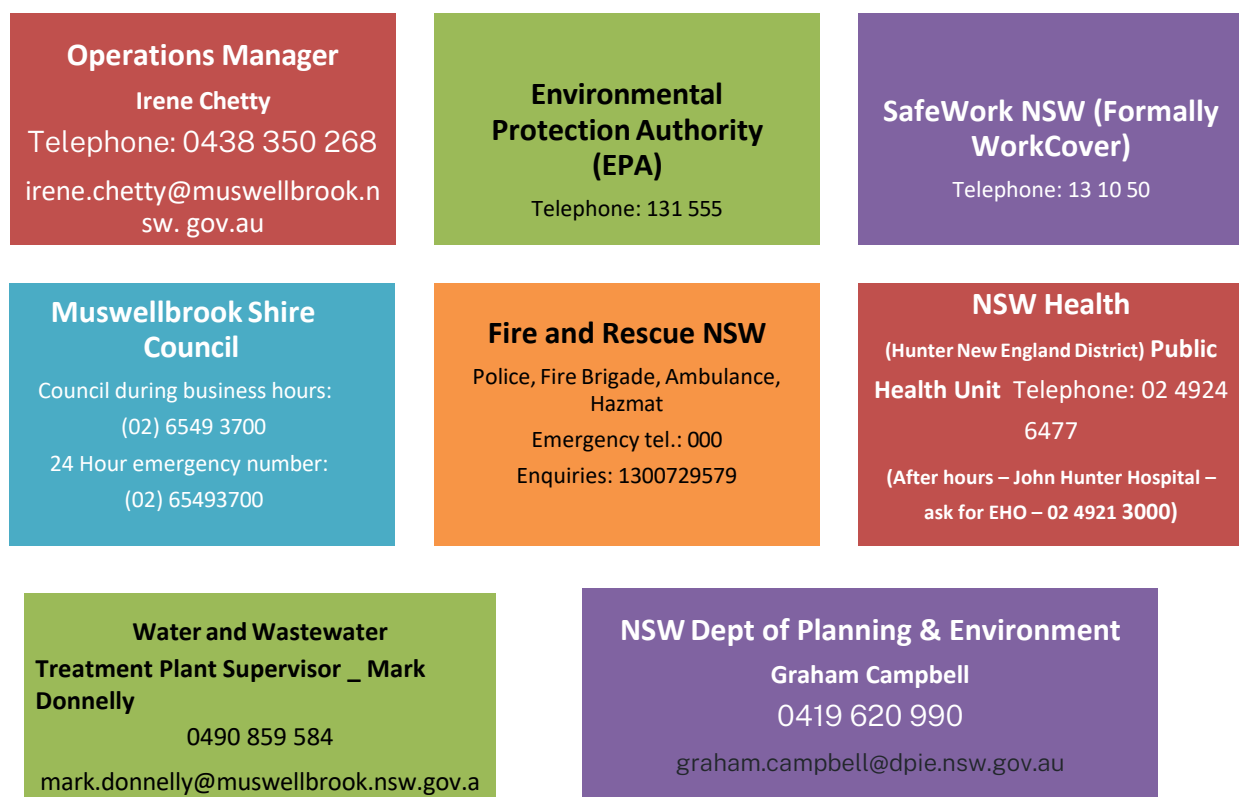 Operations Manager
Irene Chetty
Telephone: 0438 350 268
irene.chetty@muswellbrook.n
sw. gov.au
Environmental
Protection Authority
(EPA)
Telephone: 131 555
SafeWork NSW (Formally
WorkCover)
Telephone: 13 10 50
Muswellbrook Shire
Council
Council during business hours:
(02) 6549 3700
24 Hour emergency number:
(02) 65493700
Fire and Rescue NSW
Police, Fire Brigade, Ambulance,
Hazmat
Emergency tel.: 000
Enquiries: 1300729579
NSW Health
(Hunter New England District) Public
Health Unit Telephone: 02 4924
6477
(After hours – John Hunter Hospital –
ask for EHO – 02 4921 3000)
Water and Wastewater
Treatment Plant Supervisor _ Mark
Donnelly
0490 859 584
mark.donnelly@muswellbrook.nsw.gov.a
NSW Dept of Planning & Environment
Graham Campbell
0419 620 990
graham.campbell@dpie.nsw.gov.au